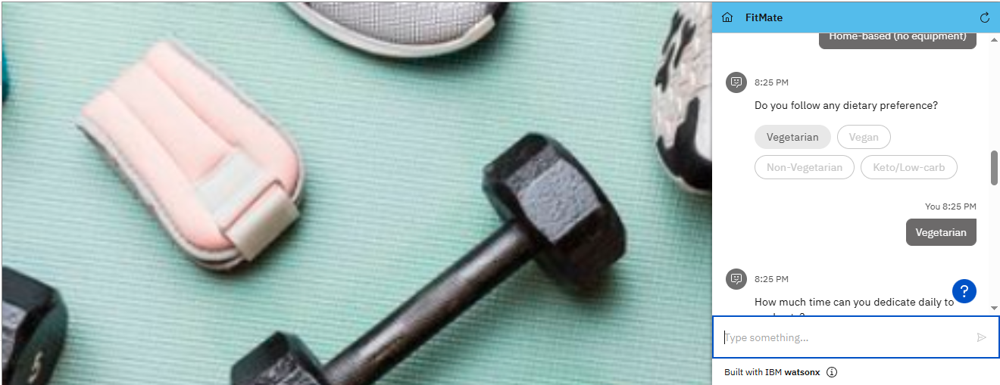 FitMate
Home-based (no equipment)
8:25 PM
Do you follow any dietary preference?
Vegetarian
Vegan
Non-Vegetarian
Keto/Low-carb
You 8:25 PM
Vegetarian
8:25 PM
How much time can you dedicate daily to
?
Type something...
Built with IBM watsonx